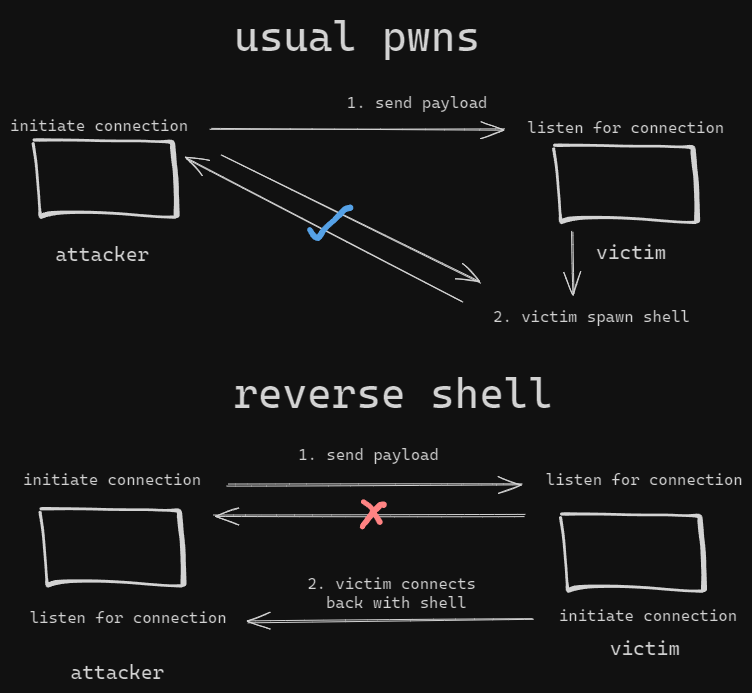 usual pwns
1. send payload
initiate connection
listen for connection
attacker
victim
2. victim spawn shell
reverse shell
1. send payload
initiate connection
listen for connection
2. victim connects
back with shell
listen for connection
initiate connection
victim
attacker